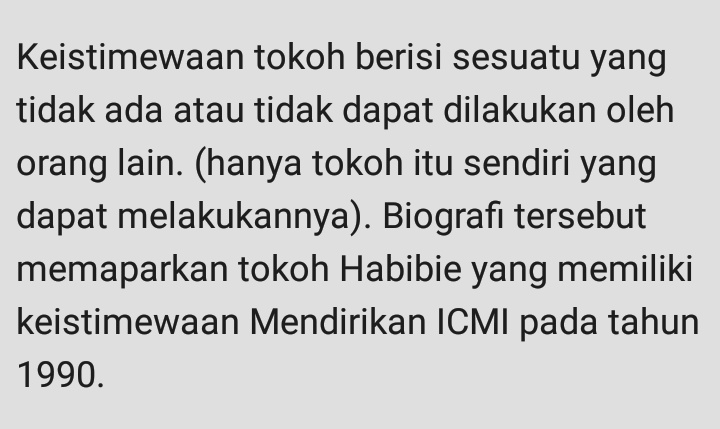 Keistimewaan tokoh berisi sesuatu yang
tidak ada atau tidak dapat dilakukan oleh
orang lain. (hanya tokoh itu sendiri yang
dapat melakukannya). Biografi tersebut
memaparkan tokoh Habibie yang memiliki
keistimewaan Mendirikan ICMI pada tahun
1990.